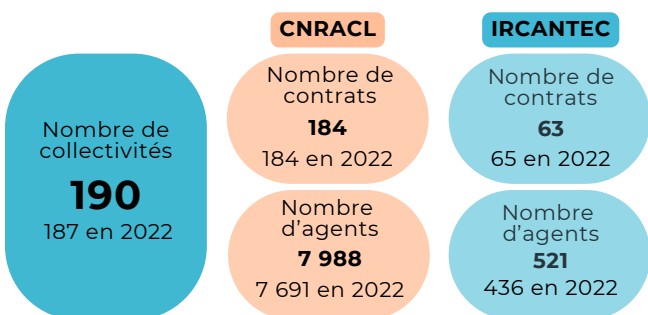 Nombre de
collectivités
190
187 en 2022
CNRACL
Nombre de
contrats
184
184 en 2022
Nombre
d’agents
7 988
7 691 en 2022
IRCANTEC
Nombre de
contrats
63
65 en 2022
Nombre
d’agents
521
436 en 2022